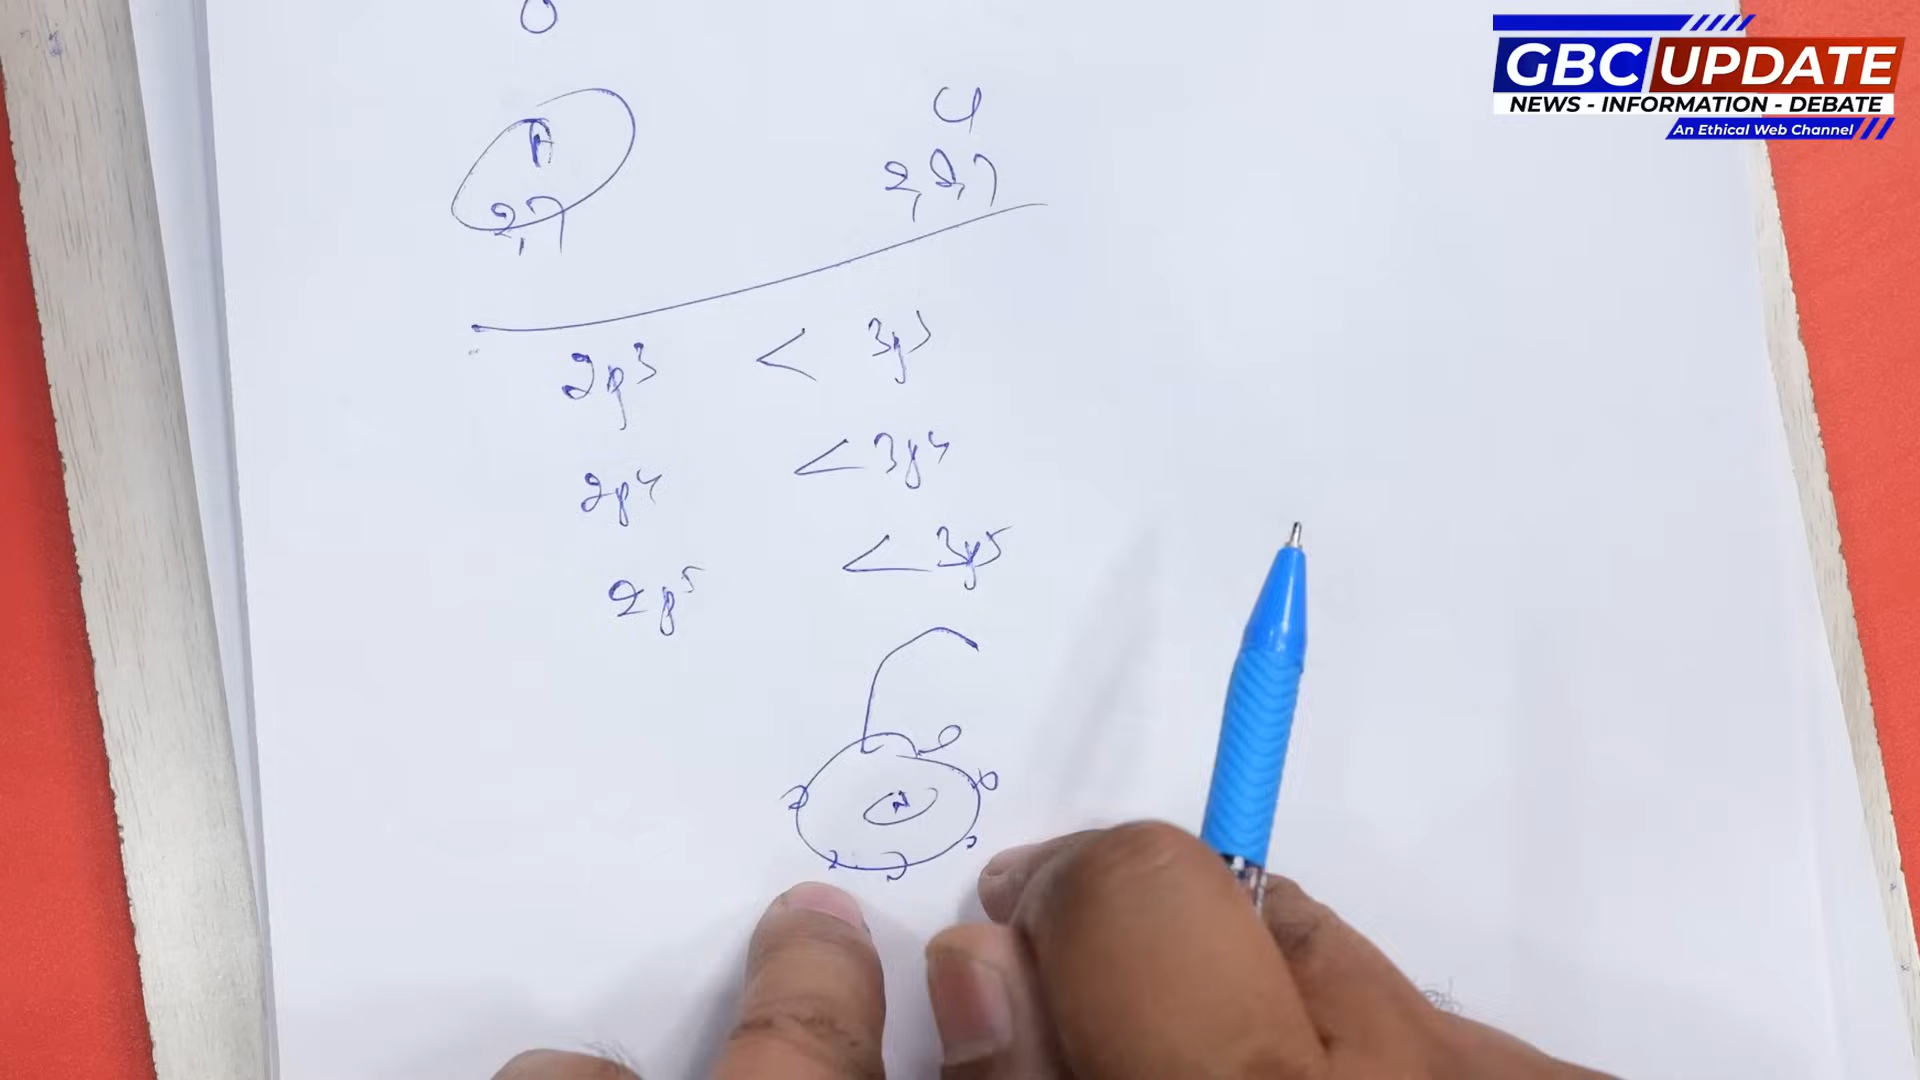 GBC UPDATE
NEWS - INFORMATION - DEBATE
An Ethical Web Channel
O
F
Cl
2,7
2,8,7
2p³ < 3p³
2p⁴ < 3p⁴
2p⁵ < 3p⁵